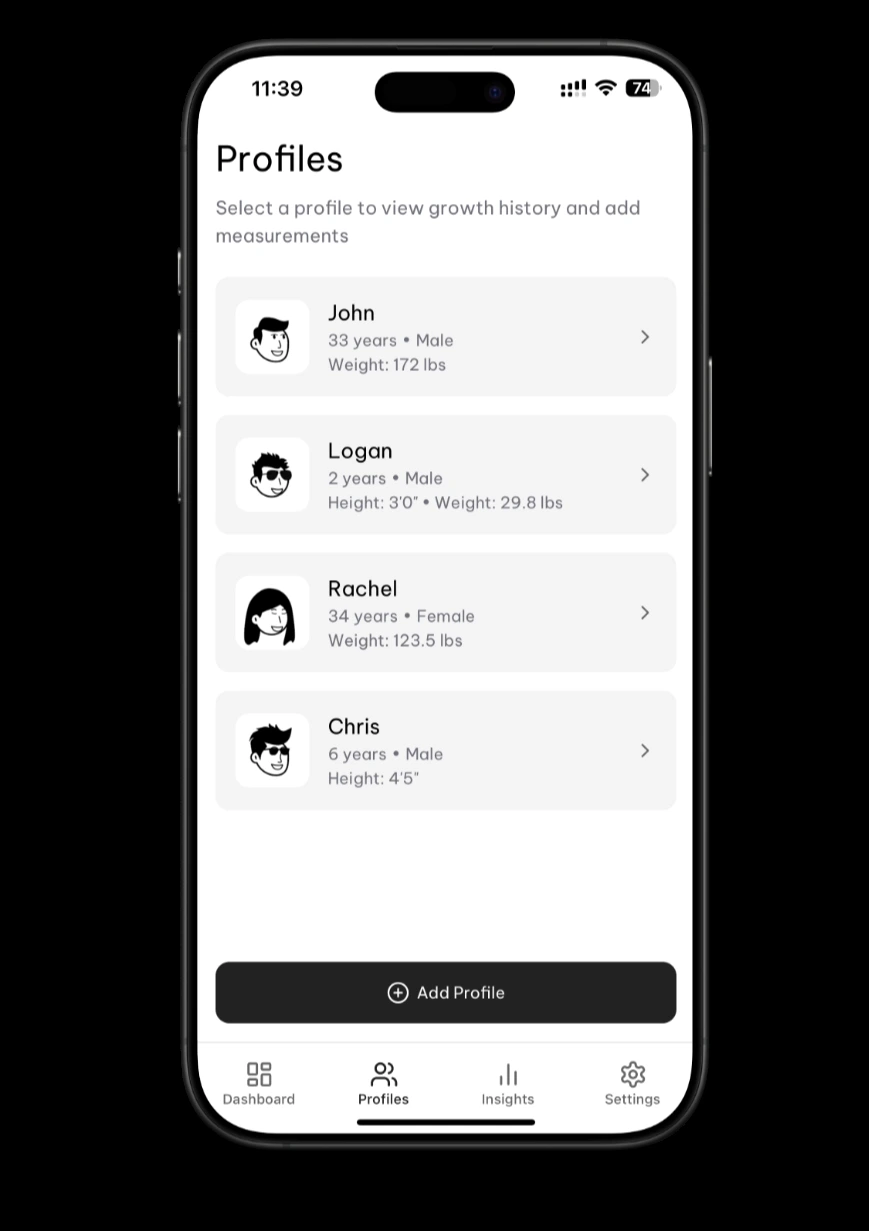 11:39
74
Profiles
Select a profile to view growth history and add
measurements
John
33 years • Male
Weight: 172 lbs
Logan
2 years • Male
Height: 3'0" • Weight: 29.8 lbs
Rachel
34 years • Female
Weight: 123.5 lbs
Chris
6 years • Male
Height: 4'5"
Add Profile
Dashboard
Profiles
Insights
Settings